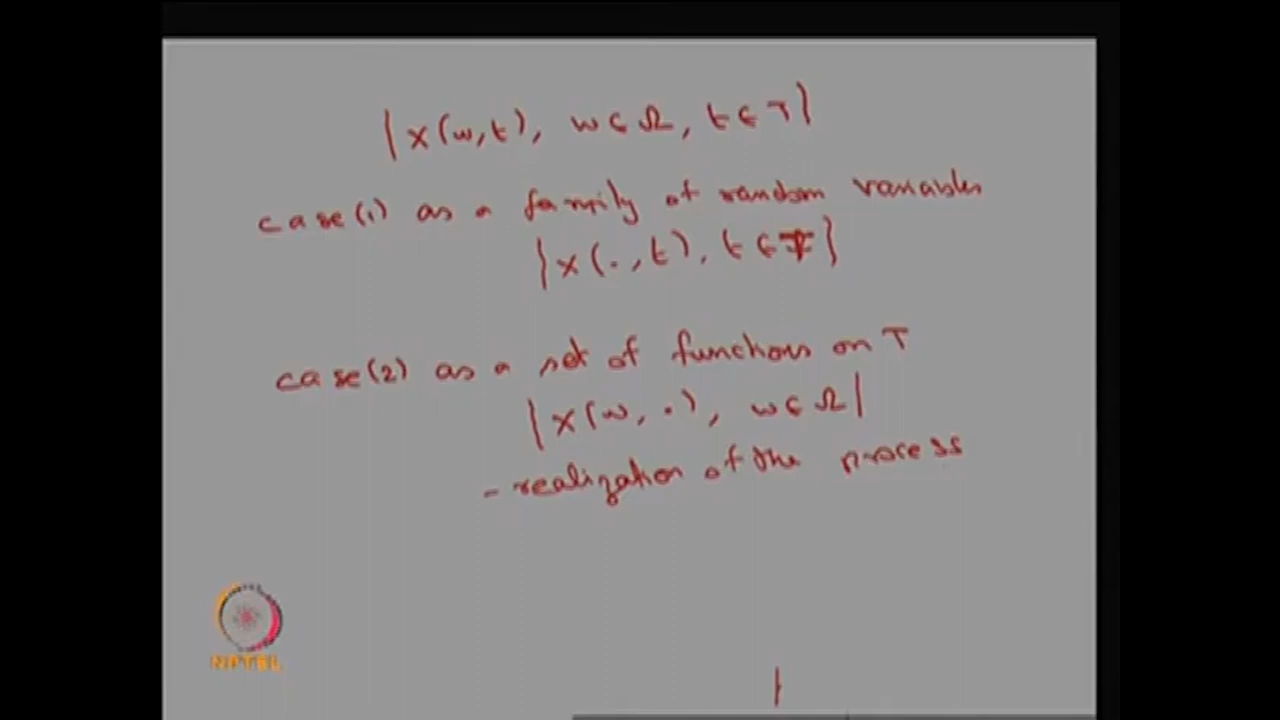 {X(w,t), w ∈ Ω, t ∈ T}
case(1) as a family of random variables
{X(., t), t ∈ T}
case(2) as a set of functions on T
{X(w, .), w ∈ Ω}
- realization of the process
NPTEL